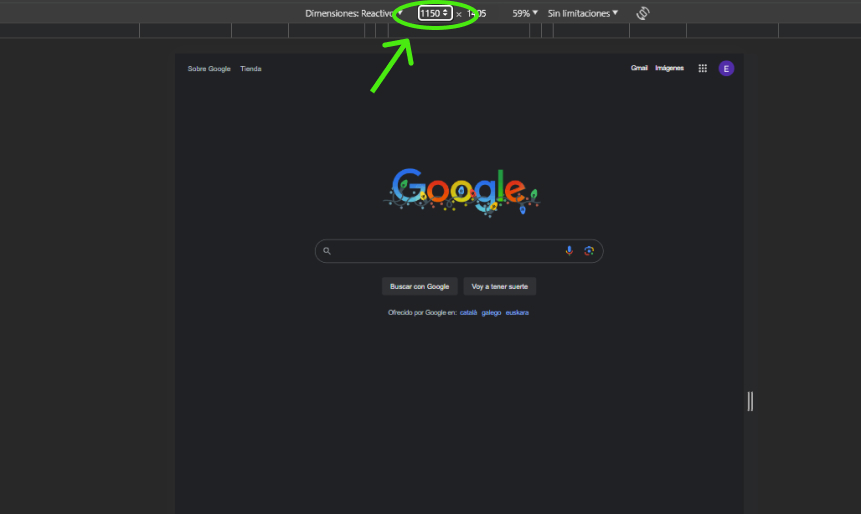 Dimensiones: Reactivo 1150 × 1405 59% Sin limitaciones
Sobre Google Tienda Gmail Imágenes E
Google
Buscar con Google Voy a tener suerte
Ofrecido por Google en: català galego euskara